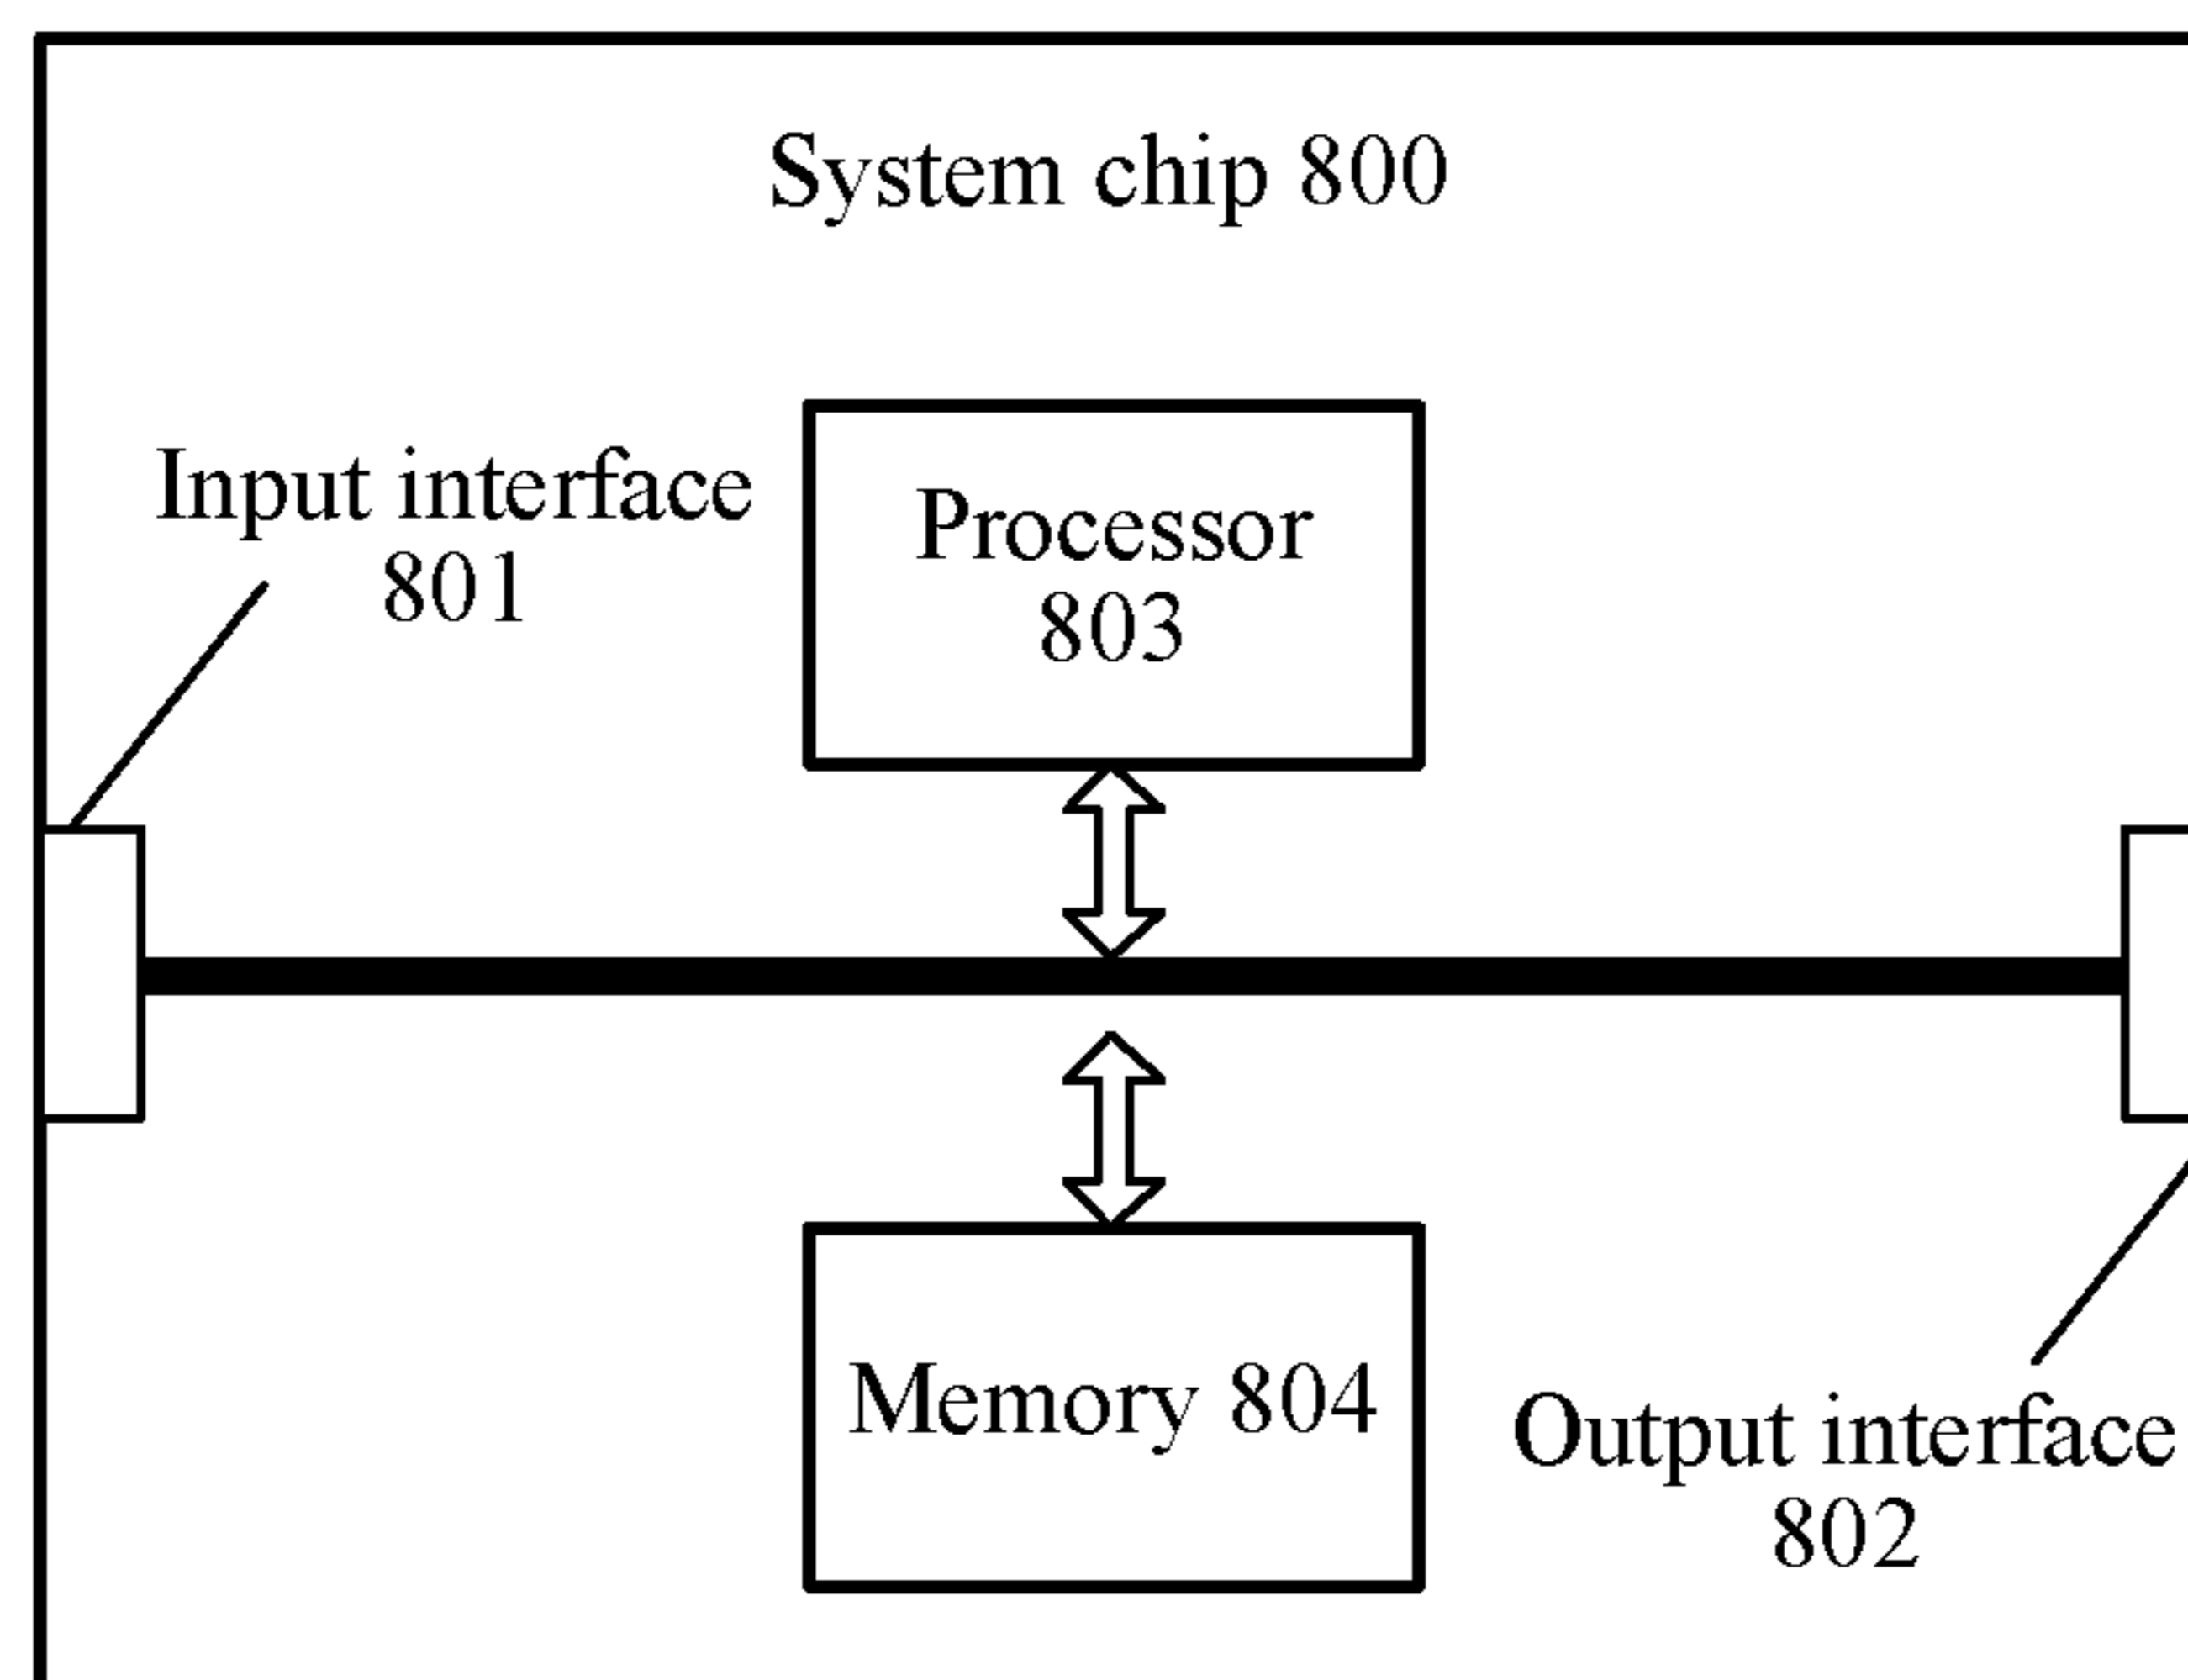 System chip 800
Input interface
801
Processor
803
Memory 804
Output interface
802